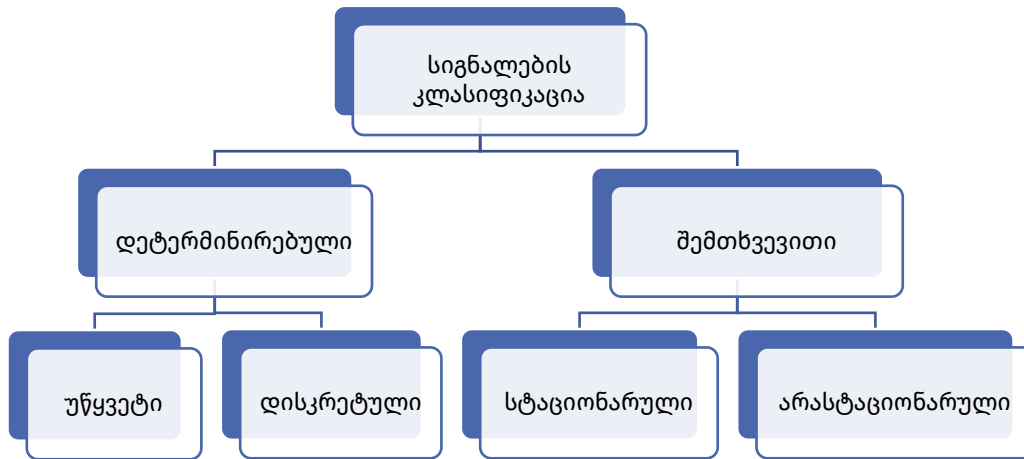 სიგნალების
კლასიფიკაცია
დეტერმინირებული
შემთხვევითი
უწყვეტი
დისკრეტული
სტაციონარული
არასტაციონარული